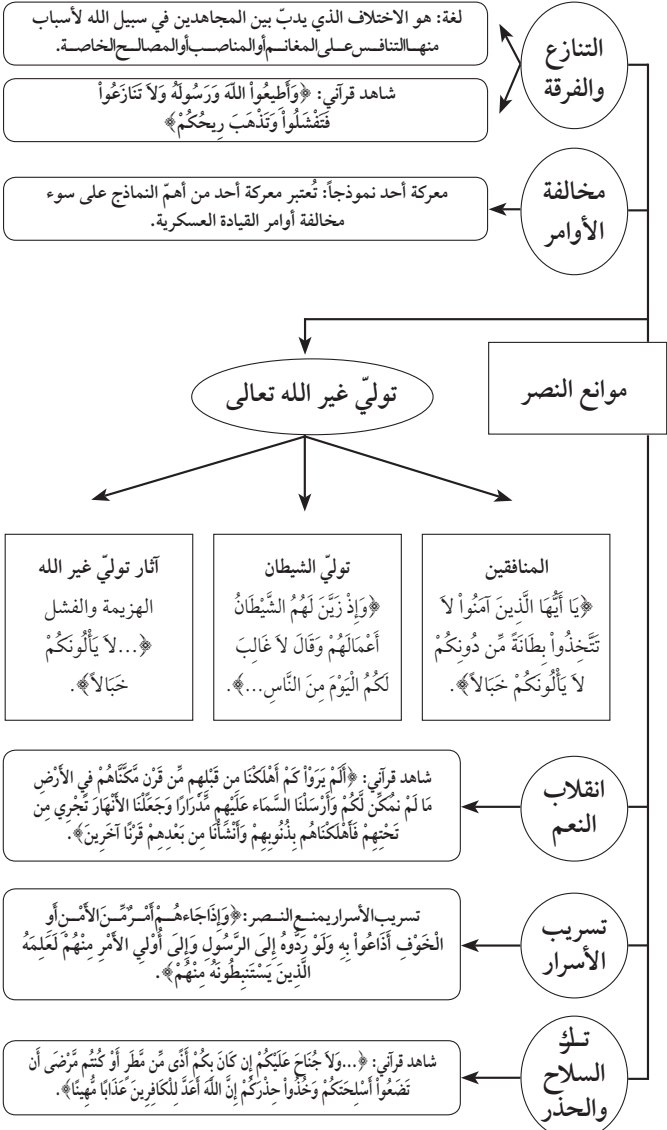 التنازع
والفرقة
لغة: هو الاختلاف الذي يدبّ بين المجاهدين في سبيل الله لأسباب
منها التنافس على المغانم أو المناصب أو المصالح الخاصة.
شاهد قرآني: ﴿وَأَطِيعُواْ اللّهَ وَرَسُولَهُ وَلاَ تَنَازَعُواْ
فَتَفْشَلُواْ وَتَذْهَبَ رِيحُكُمْ﴾
مخالفة
الأوامر
معركة أحد نموذجاً: تُعتبر معركة أحد من أهمّ النماذج على سوء
مخالفة أوامر القيادة العسكرية.
موانع النصر
توليّ غير الله تعالى
المنافقين
﴿يَا أَيُّهَا الَّذِينَ آمَنُواْ لاَ
تَتَّخِذُواْ بِطَانَةً مِّن دُونِكُمْ
لاَ يَأْلُونَكُمْ خَبَالاً﴾.
توليّ الشيطان
﴿وَإِذْ زَيَّنَ لَهُمُ الشَّيْطَانُ
أَعْمَالَهُمْ وَقَالَ لاَ غَالِبَ
لَكُمُ الْيَوْمَ مِنَ النَّاسِ...﴾.
آثار توليّ غير الله
الهزيمة والفشل
﴿...لاَ يَأْلُونَكُمْ
خَبَالاً﴾.
انقلاب
النعم
شاهد قرآني: ﴿أَلَمْ يَرَوْاْ كَمْ أَهْلَكْنَا مِن قَبْلِهِم مِّن قَرْنٍ مَّكَّنَّاهُمْ فِي الأَرْضِ
مَا لَمْ نُمَكِّن لَّكُمْ وَأَرْسَلْنَا السَّمَاء عَلَيْهِم مِّدْرَارًا وَجَعَلْنَا الأَنْهَارَ تَجْرِي مِن
تَحْتِهِمْ فَأَهْلَكْنَاهُم بِذُنُوبِهِمْ وَأَنْشَأْنَا مِن بَعْدِهِمْ قَرْنًا آخَرِينَ﴾.
تسريب
الأسرار
تسريب الأسرار يمنع النصر: ﴿وَإِذَا جَاءهُمْ أَمْرٌ مِّنَ الأَمْنِ أَوِ
الْخَوْفِ أَذَاعُواْ بِهِ وَلَوْ رَدُّوهُ إِلَى الرَّسُولِ وَإِلَى أُوْلِي الأَمْرِ مِنْهُمْ لَعَلِمَهُ
الَّذِينَ يَسْتَنبِطُونَهُ مِنْهُمْ﴾.
السلاح
والحذر
شاهد قرآني: ﴿...وَلاَ جُنَاحَ عَلَيْكُمْ إِن كَانَ بِكُمْ أَذًى مِّن مَّطَرٍ أَوْ كُنتُم مَّرْضَى أَن
تَضَعُواْ أَسْلِحَتَكُمْ وَخُذُواْ حِذْرَكُمْ إِنَّ اللّهَ أَعَدَّ لِلْكَافِرِينَ عَذَابًا مُّهِينًا﴾.